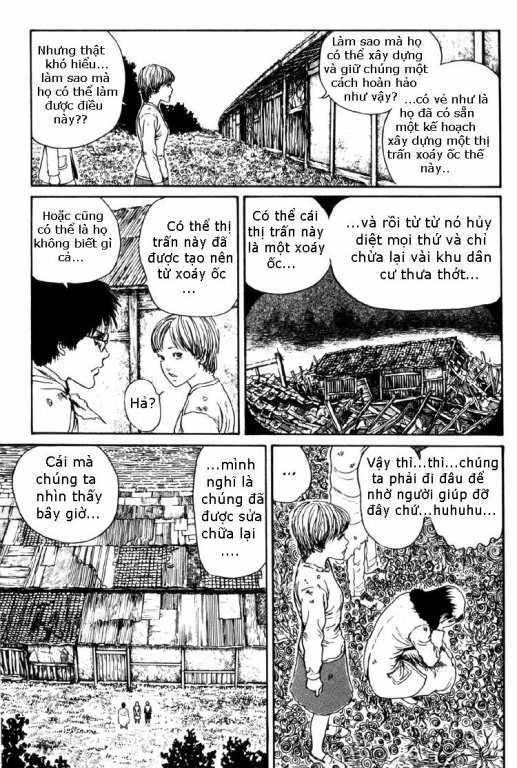 Nhưng thật
khó hiểu...
làm sao mà
họ có thể làm
được điều
này??
Làm sao mà họ
có thể xây dựng
và giữ chúng một
cách hoàn hảo
như vậy?
...có vẻ như là
họ đã có sẵn
một kế hoạch
xây dựng một thị
trấn xoáy ốc thế
này..
Hoặc cũng
có thể là họ
không biết gì
cả...
Có thể thị
trấn này đã
được tạo nên
từ xoáy ốc
...
Hả?
Có thể cái
thị trấn này
là một xoáy
ốc...
...và rồi từ từ nó hủy
diệt mọi thứ và chỉ
chừa lại vài khu dân
cư thưa thớt...
Cái mà
chúng ta
nhìn thấy
bây giờ...
...mình
nghĩ là
chúng đã
được sửa
chữa lại
....
...
Vậy thì...thì...chúng
ta phải đi đâu để
nhờ người giúp đỡ
đây chứ...huhuhu...